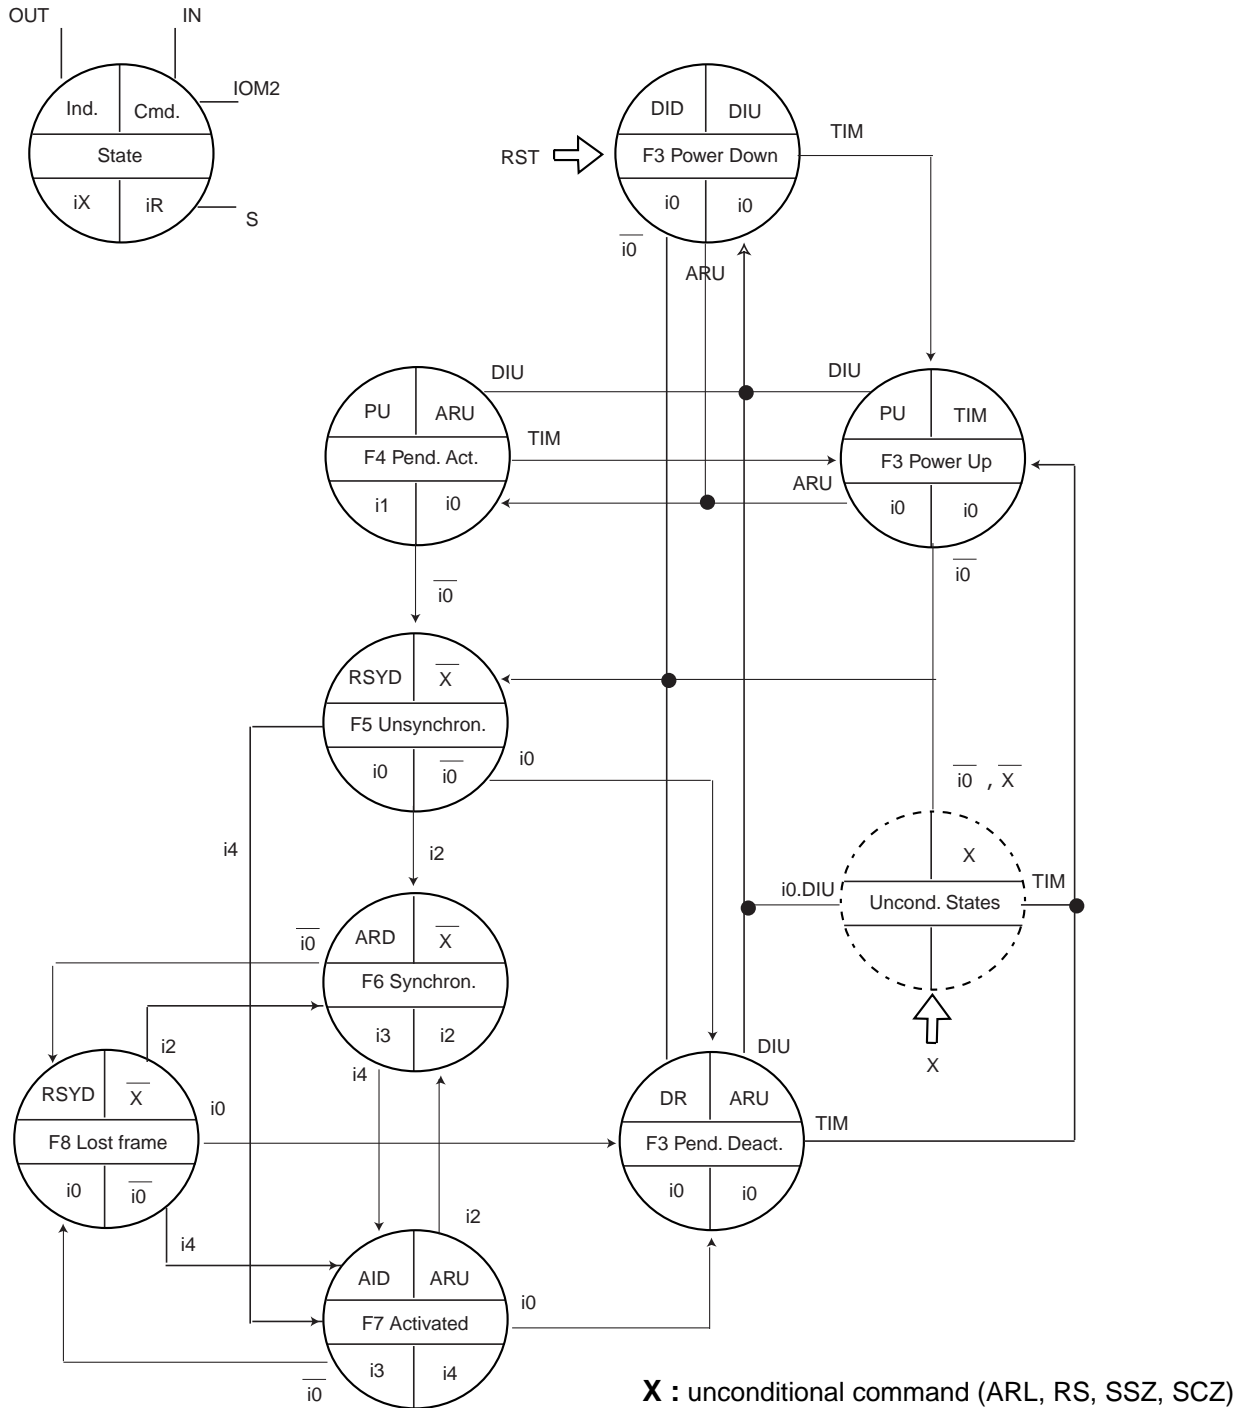 OUT
IN
Ind.
Cmd.
IOM2
State
iX
iR
S
RST
DID
DIU
TIM
F3 Power Down
i0
i0
i0
ARU
DIU
DIU
PU
ARU
TIM
F4 Pend. Act.
i1
i0
PU
TIM
F3 Power Up
ARU
i0
i0
i0
i0
RSYD
X
F5 Unsynchron.
i0
i0
i0
i0 , X
i4
i2
X
i0.DIU
Uncond. States
TIM
X
i0
ARD
X
F6 Synchron.
i3
i2
i2
i4
DIU
RSYD
X
i0
F8 Lost frame
i0
i0
DR
ARU
TIM
F3 Pend. Deact.
i0
i0
i4
i2
AID
ARU
i0
F7 Activated
i3
i4
i0
X : unconditional command (ARL, RS, SSZ, SCZ)